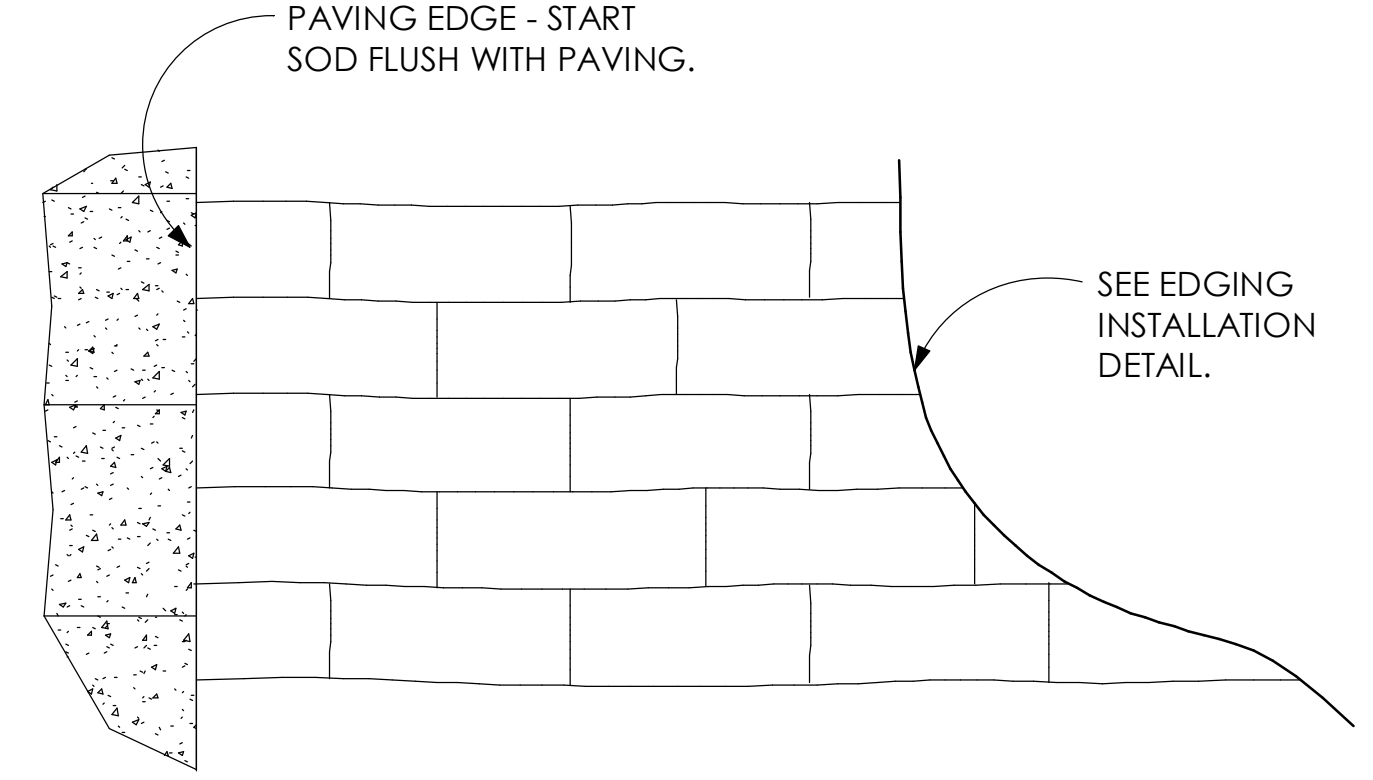 PAVING EDGE - START
SOD FLUSH WITH PAVING.
SEE EDGING
INSTALLATION
DETAIL.